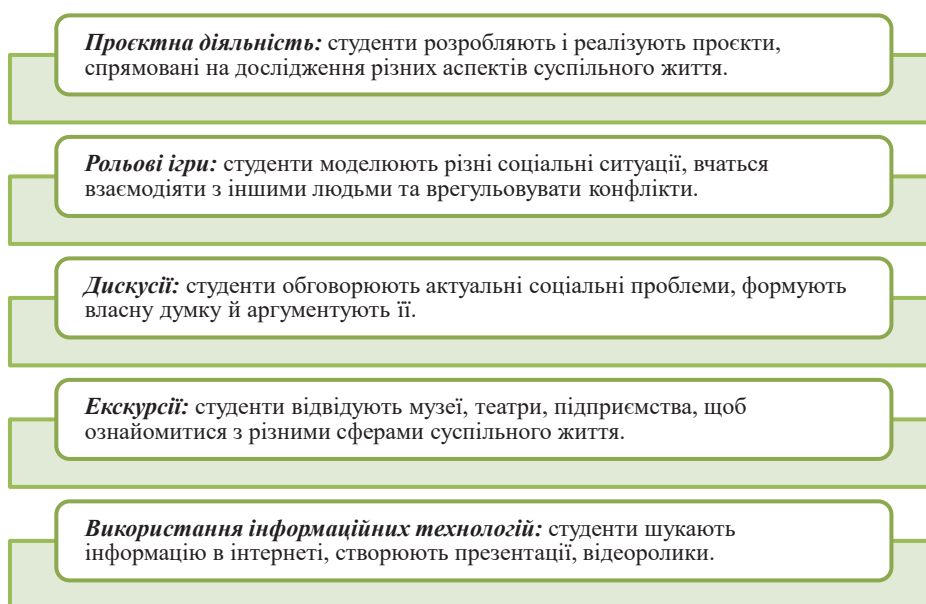 Проєктна діяльність: студенти розробляють і реалізують проєкти,
спрямовані на дослідження різних аспектів суспільного життя.
Рольові ігри: студенти моделюють різні соціальні ситуації, вчаться
взаємодіяти з іншими людьми та врегульовувати конфлікти.
Дискусії: студенти обговорюють актуальні соціальні проблеми, формують
власну думку й аргументують її.
Екскурсії: студенти відвідують музеї, театри, підприємства, щоб
ознайомитися з різними сферами суспільного життя.
Використання інформаційних технологій: студенти шукають
інформацію в інтернеті, створюють презентації, відеоролики.